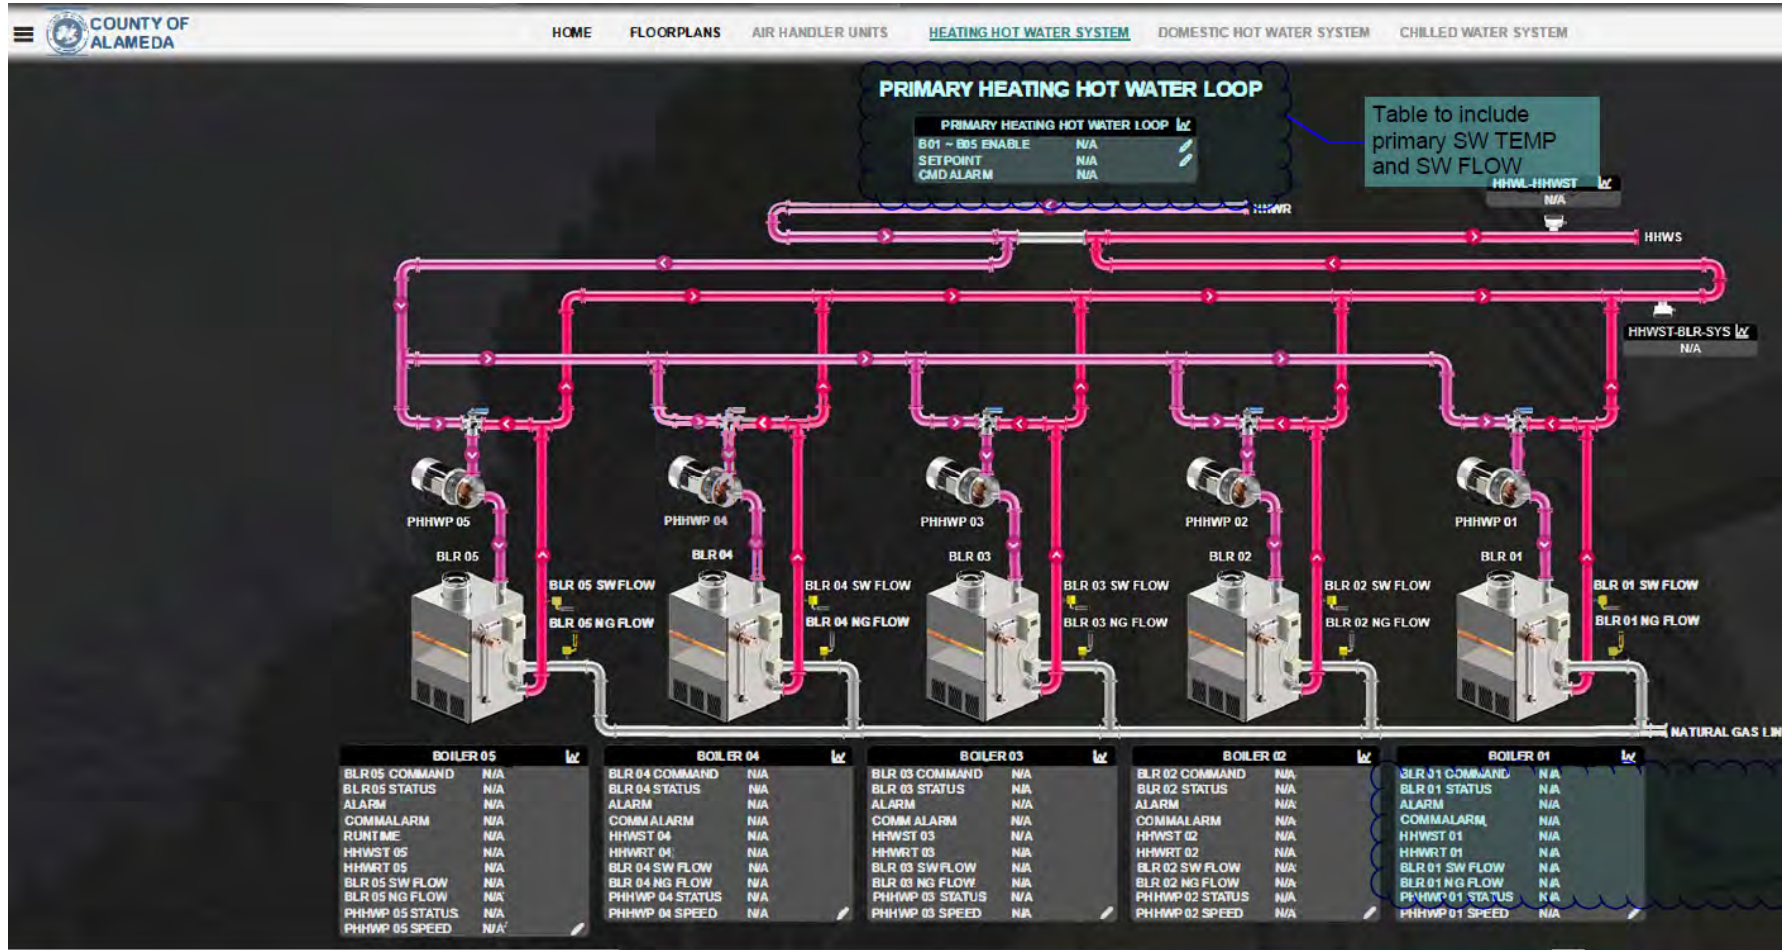 COUNTY OF
ALAMEDA
HOME FLOORPLANS AIR HANDLER UNITS HEATING HOT WATER SYSTEM DOMESTIC HOT WATER SYSTEM CHILLED WATER SYSTEM
PRIMARY HEATING HOT WATER LOOP
PRIMARY HEATING HOT WATER LOOP
B01 ~ B05 ENABLE N/A
SETPOINT N/A
CMD ALARM N/A
Table to include
primary SW TEMP
and SW FLOW
HHWL-HHWST
N/A
HHWR
HHWS
HHWST-BLR-SYS
N/A
PHHWP 05 PHHWP 04 PHHWP 03 PHHWP 02 PHHWP 01
BLR 05 BLR 04 BLR 03 BLR 02 BLR 01
BLR 05 SW FLOW BLR 04 SW FLOW BLR 03 SW FLOW BLR 02 SW FLOW BLR 01 SW FLOW
BLR 05 NG FLOW BLR 04 NG FLOW BLR 03 NG FLOW BLR 02 NG FLOW BLR 01 NG FLOW
NATURAL GAS LIN
BOILER 05
BLR 05 COMMAND N/A
BLR 05 STATUS N/A
ALARM N/A
COMMALARM N/A
RUNTIME N/A
HHWST 05 N/A
HHWRT 05 N/A
BLR 05 SW FLOW N/A
BLR 05 NG FLOW N/A
PHHWP 05 STATUS N/A
PHHWP 05 SPEED N/A
BOILER 04
BLR 04 COMMAND N/A
BLR 04 STATUS N/A
ALARM N/A
COMM ALARM N/A
HHWST 04 N/A
HHWRT 04 N/A
BLR 04 SW FLOW N/A
BLR 04 NG FLOW N/A
PHHWP 04 STATUS N/A
PHHWP 04 SPEED N/A
BOILER 03
BLR 03 COMMAND N/A
BLR 03 STATUS N/A
ALARM N/A
COMM ALARM N/A
HHWST 03 N/A
HHWRT 03 N/A
BLR 03 SW FLOW N/A
BLR 03 NG FLOW N/A
PHHWP 03 STATUS N/A
PHHWP 03 SPEED N/A
BOILER 02
BLR 02 COMMAND N/A
BLR 02 STATUS N/A
ALARM N/A
COMMALARM N/A
HHWST 02 N/A
HHWRT 02 N/A
BLR 02 SW FLOW N/A
BLR 02 NG FLOW N/A
PHHWP 02 STATUS N/A
PHHWP 02 SPEED N/A
BOILER 01
BLR 01 COMMAND N/A
BLR 01 STATUS N/A
ALARM N/A
COMMALARM N/A
HHWST 01 N/A
HHWRT 01 N/A
BLR 01 SW FLOW N/A
BLR 01 NG FLOW N/A
PHHWP 01 STATUS N/A
PHHWP 01 SPEED N/A